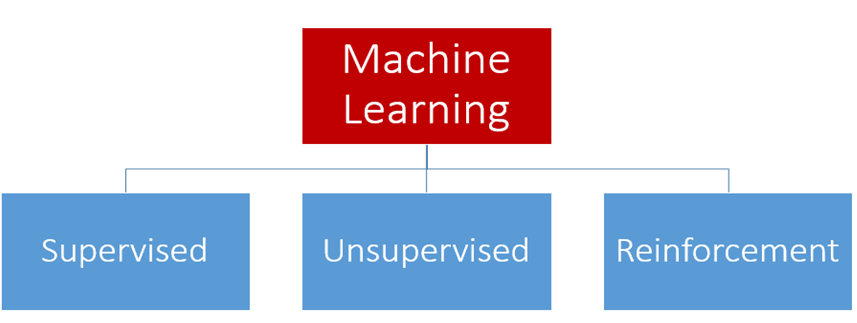 Machine
Learning
Supervised
Unsupervised
Reinforcement